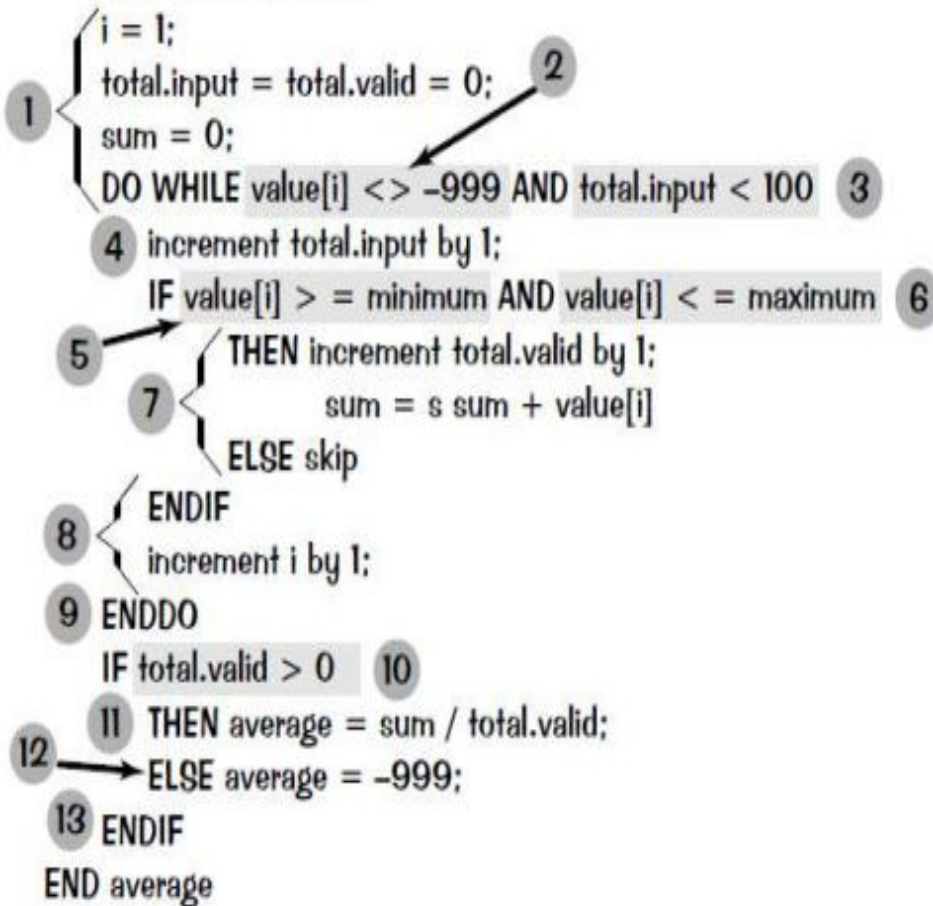 i = 1;
total.input = total.valid = 0;
2
1
sum = 0;
DO WHILE value[i] <> -999 AND total.input < 100 3
4 increment total.input by 1;
IF value[i] > = minimum AND value[i] < = maximum 6
5
THEN increment total.valid by 1;
7
sum = s sum + value[i]
ELSE skip
ENDIF
8
increment i by 1;
9 ENDDO
IF total.valid > 0 10
11 THEN average = sum / total.valid;
12
ELSE average = -999;
13 ENDIF
END average